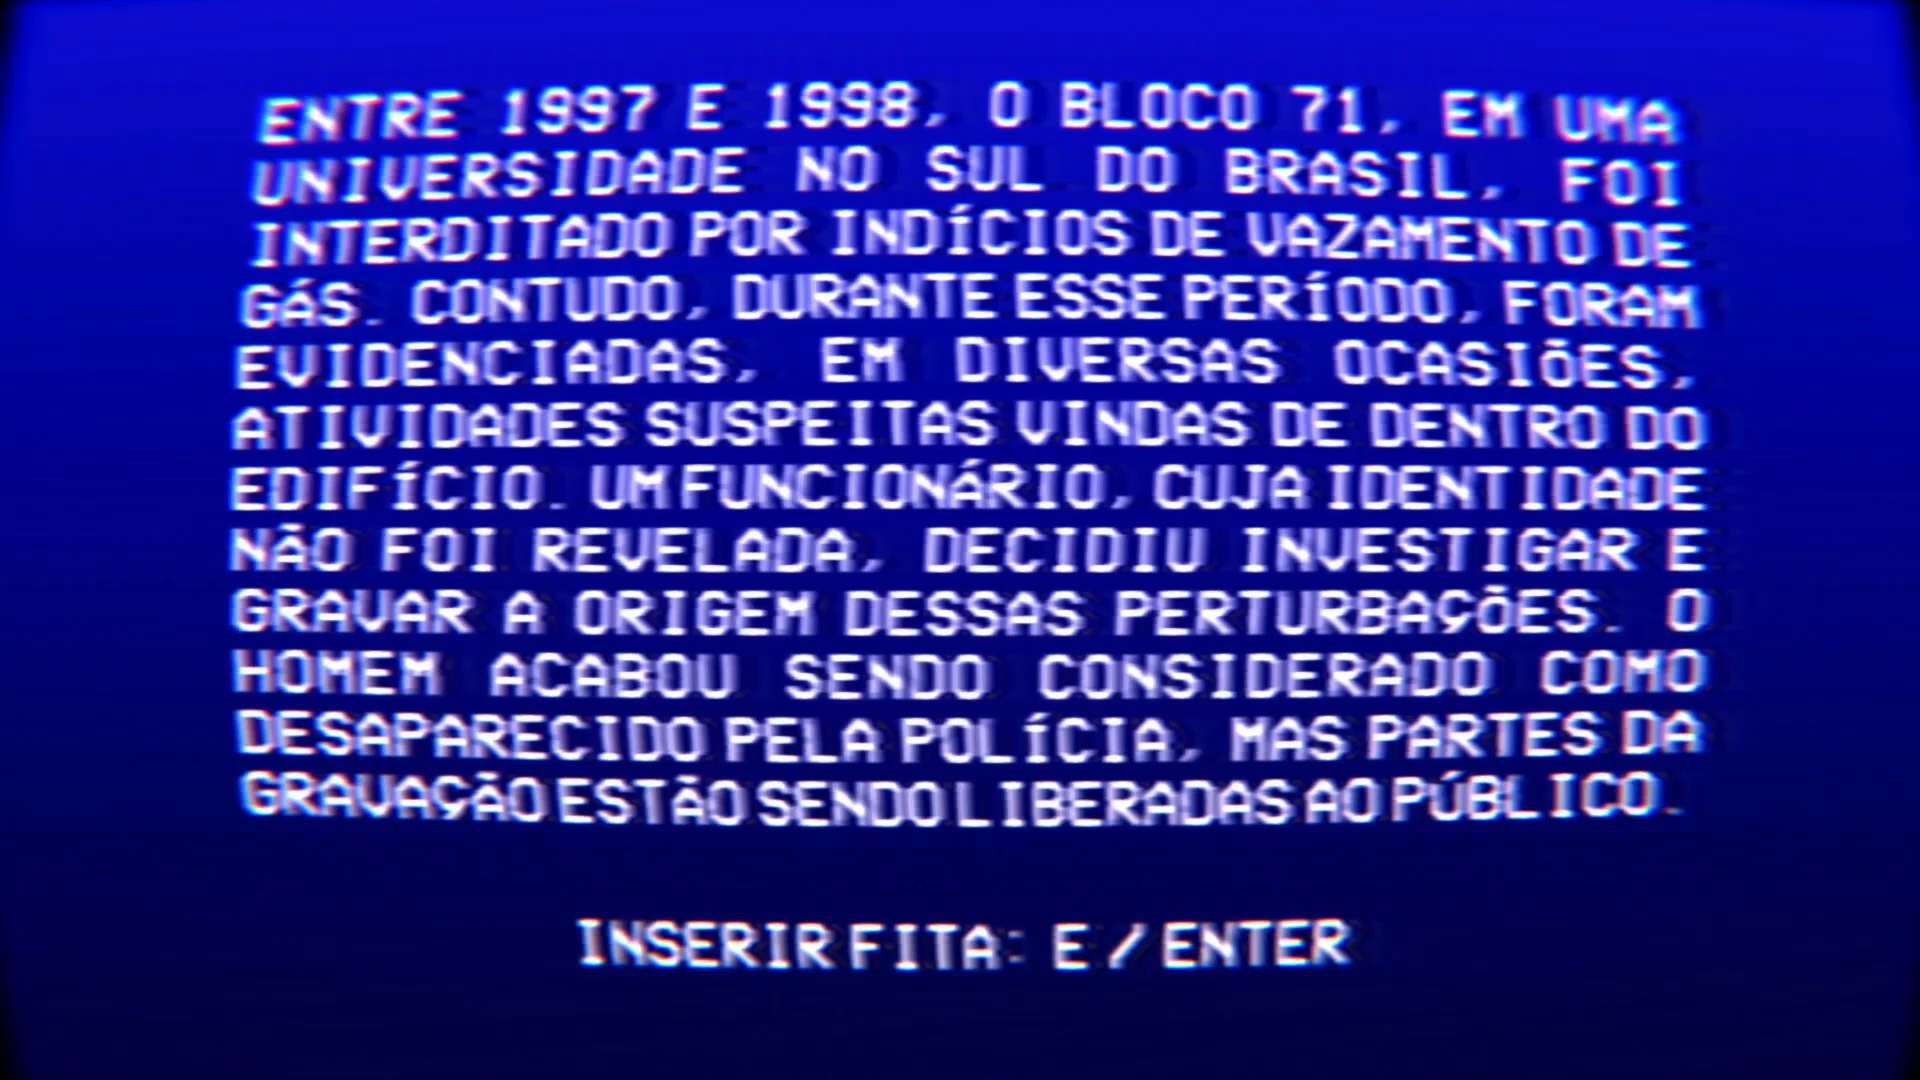 ENTRE 1997 E 1998, O BLOCO 71, EM UMA
UNIVERSIDADE NO SUL DO BRASIL, FOI
INTERDITADO POR INDÍCIOS DE VAZAMENTO DE
GÁS. CONTUDO, DURANTE ESSE PERÍODO, FORAM
EVIDENCIADAS, EM DIVERSAS OCASIÕES,
ATIVIDADES SUSPEITAS VINDAS DE DENTRO DO
EDIFÍCIO. UM FUNCIONÁRIO, CUJA IDENTIDADE
NÃO FOI REVELADA, DECIDIU INVESTIGAR E
GRAVAR A ORIGEM DESSAS PERTURBAÇÕES. O
HOMEM ACABOU SENDO CONSIDERADO COMO
DESAPARECIDO PELA POLÍCIA, MAS PARTES DA
GRAVAÇÃO ESTÃO SENDO LIBERADAS AO PÚBLICO.
INSERIR FITA: E / ENTER